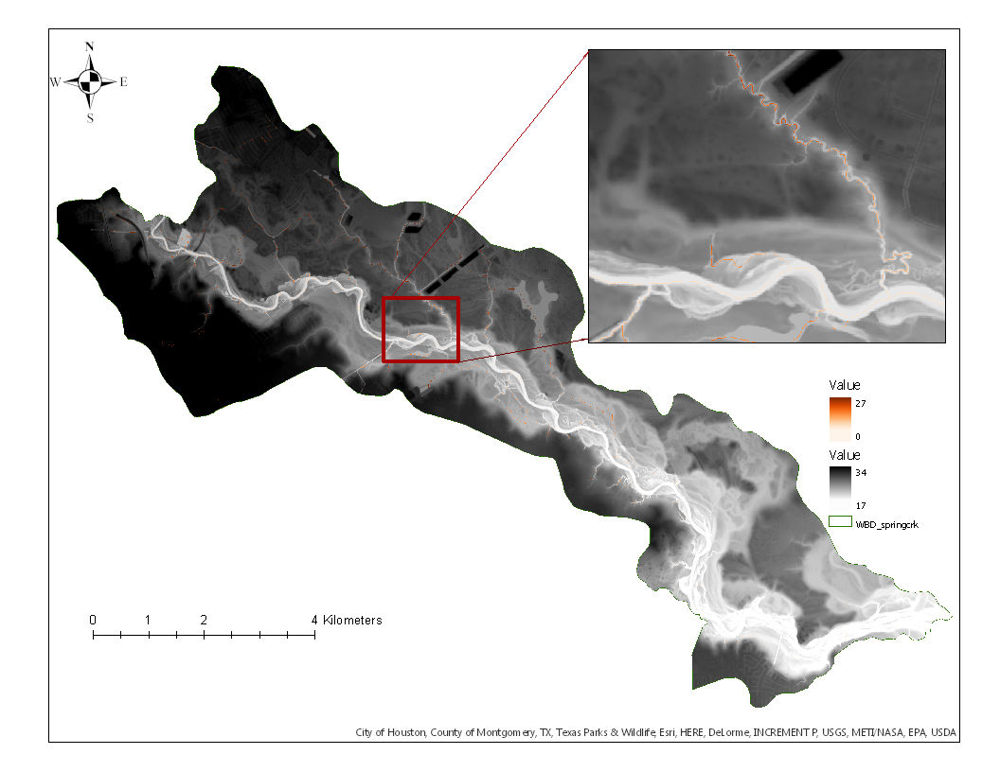 N
W E
S
Value
27
0
Value
34
17
WBD_springcrk
0 1 2 4 Kilometers
City of Houston, County of Montgomery, TX, Texas Parks & Wildlife, Esri, HERE, DeLorme, INCREMENT P, USGS, METI/NASA, EPA, USDA